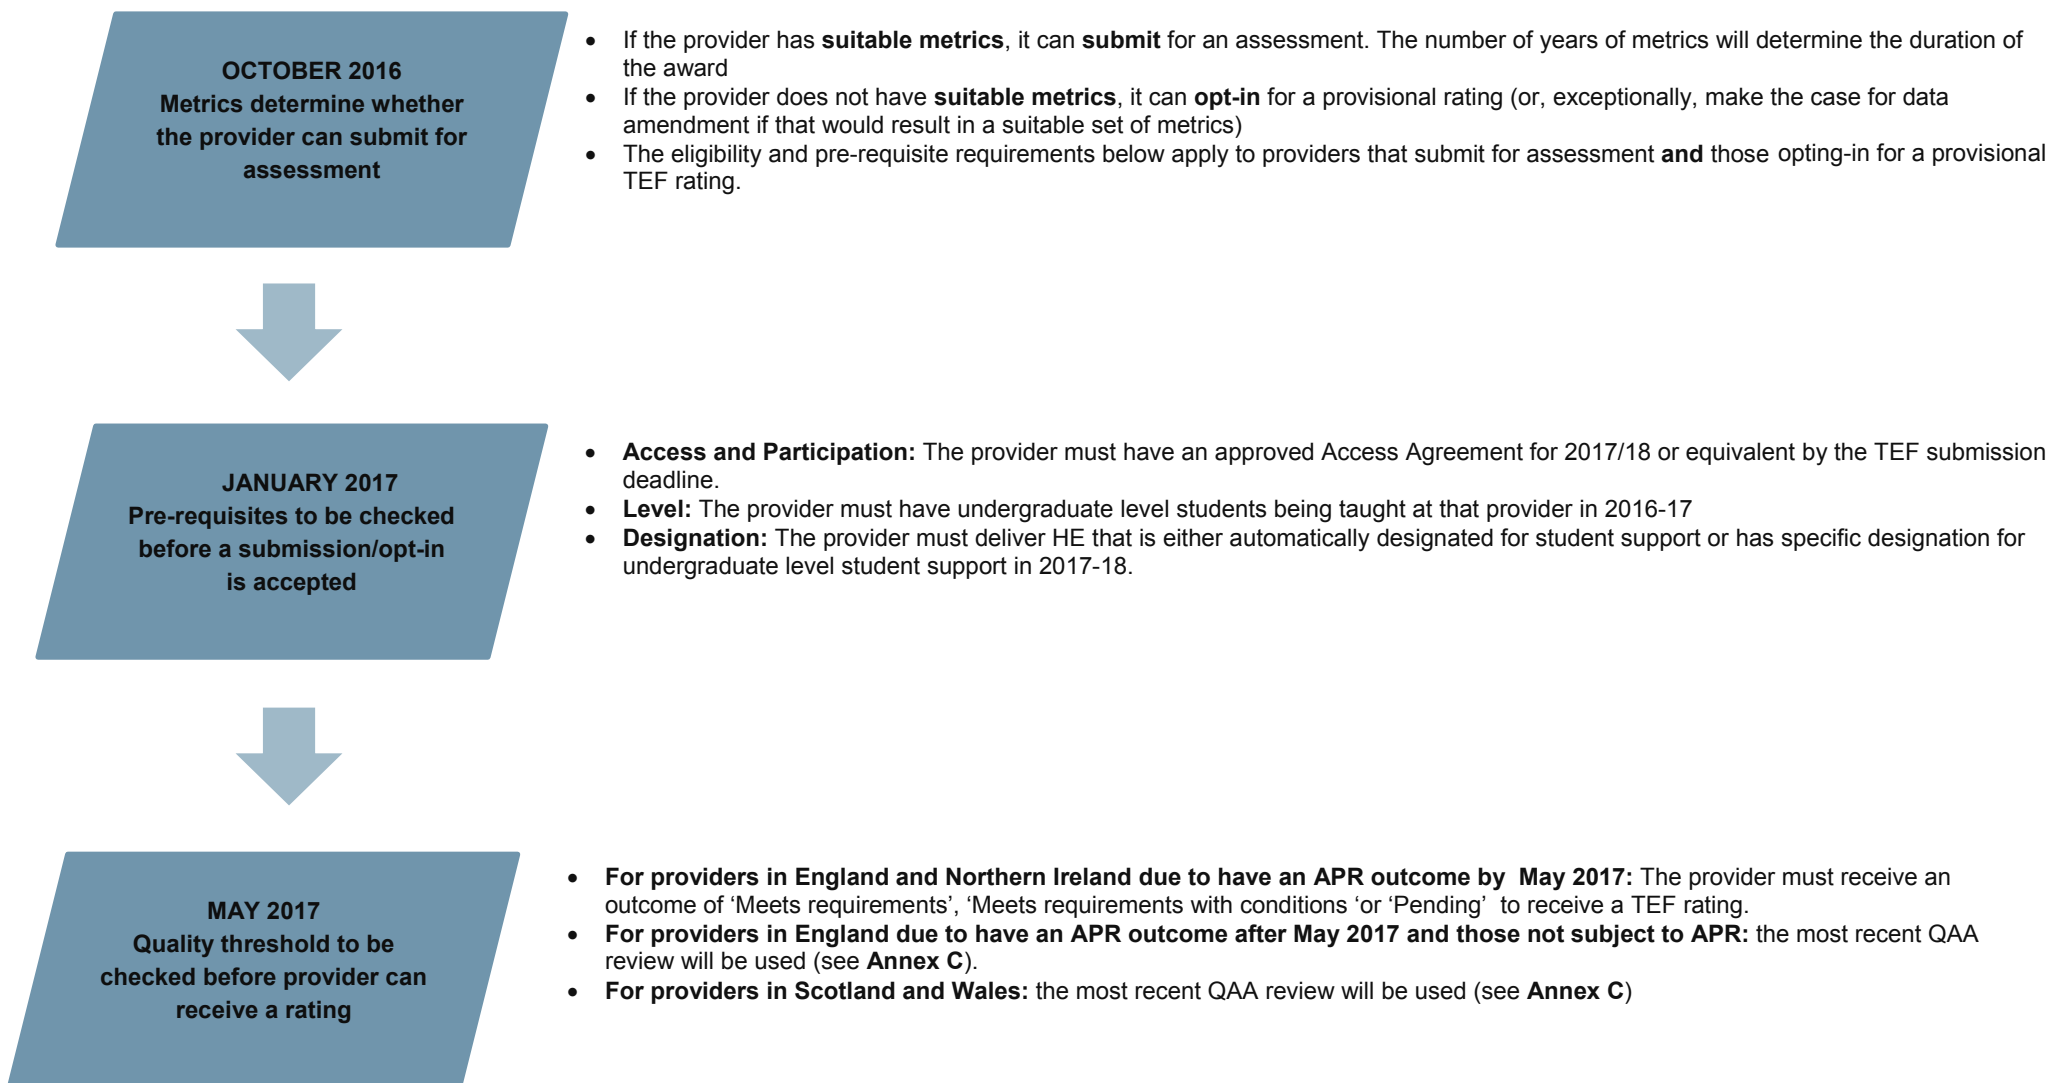 OCTOBER 2016
Metrics determine whether
the provider can submit for
assessment
• If the provider has suitable metrics, it can submit for an assessment. The number of years of metrics will determine the duration of
the award
• If the provider does not have suitable metrics, it can opt-in for a provisional rating (or, exceptionally, make the case for data
amendment if that would result in a suitable set of metrics)
• The eligibility and pre-requisite requirements below apply to providers that submit for assessment and those opting-in for a provisional
TEF rating.
JANUARY 2017
Pre-requisites to be checked
before a submission/opt-in
is accepted
• Access and Participation: The provider must have an approved Access Agreement for 2017/18 or equivalent by the TEF submission
deadline.
• Level: The provider must have undergraduate level students being taught at that provider in 2016-17
• Designation: The provider must deliver HE that is either automatically designated for student support or has specific designation for
undergraduate level student support in 2017-18.
MAY 2017
Quality threshold to be
checked before provider can
receive a rating
• For providers in England and Northern Ireland due to have an APR outcome by May 2017: The provider must receive an
outcome of ‘Meets requirements’, ‘Meets requirements with conditions ‘or ‘Pending’ to receive a TEF rating.
• For providers in England due to have an APR outcome after May 2017 and those not subject to APR: the most recent QAA
review will be used (see Annex C).
• For providers in Scotland and Wales: the most recent QAA review will be used (see Annex C)